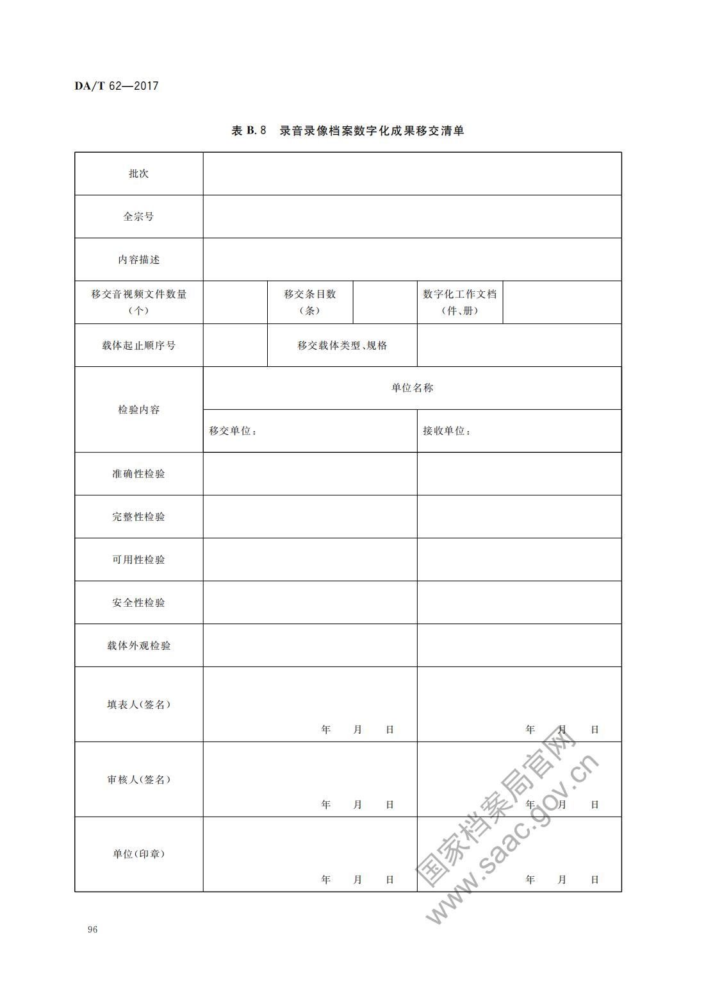 DA/T 62—2017
表 B.8 录音录像档案数字化成果移交清单
批次
全宗号
内容描述
移交音视频文件数量
（个）
移交条目数
（条）
数字化工作文档
（件、册）
载体起止顺序号
移交载体类型、规格
检验内容
单位名称
移交单位：
接收单位：
准确性检验
完整性检验
可用性检验
安全性检验
载体外观检验
填表人（签名）
年 月 日
年 月 日
审核人（签名）
年 月 日
年 月 日
单位（印章）
年 月 日
年 月 日
国家档案局官网
www.saac.gov.cn
96